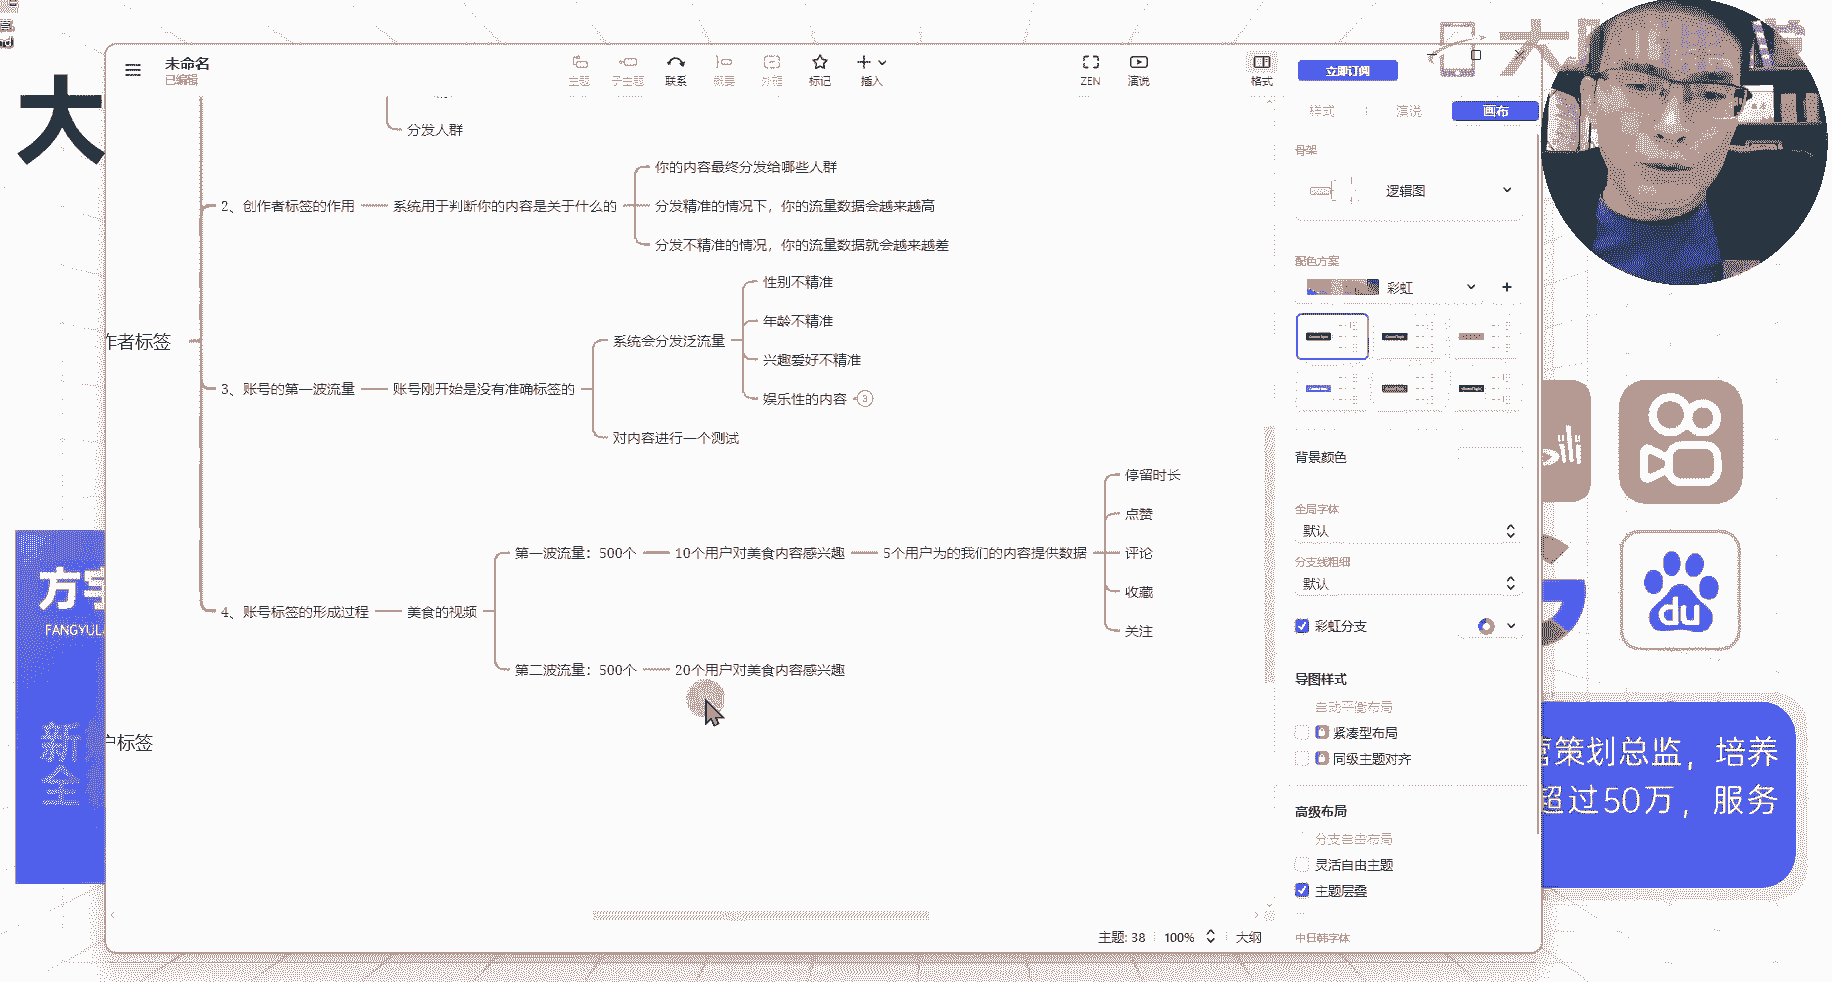 未命名
已编辑
主题
子主题
联系
概要
外框
标记
插入
ZEN
演说
格式
立即订阅
样式
演说
画布
大
分发人群
2、创作者标签的作用
系统用于判断你的内容是关于什么的
你的内容最终分发给哪些人群
分发精准的情况下，你的流量数据会越来越高
分发不精准的情况，你的流量数据就会越来越差
作者标签
3、账号的第一波流量
账号刚开始是没有准确标签的
系统会分发泛流量
性别不精准
年龄不精准
兴趣爱好不精准
娱乐性的内容
3
对内容进行一个测试
4、账号标签的形成过程
美食的视频
第一波流量：500个
10个用户对美食内容感兴趣
5个用户为的我们的内容提供数据
停留时长
点赞
评论
收藏
关注
第二波流量：500个
20个用户对美食内容感兴趣
户标签
骨架
逻辑图
配色方案
彩虹
背景颜色
全局字体
默认
分支线粗细
默认
彩虹分支
导图样式
自动平衡布局
紧凑型布局
同级主题对齐
高级布局
分支自由布局
灵活自由主题
主题层叠
中日韩字体
主题: 38
100%
大纲
方
FANGYU
新
全
du
营策划总监，培养
超过50万，服务